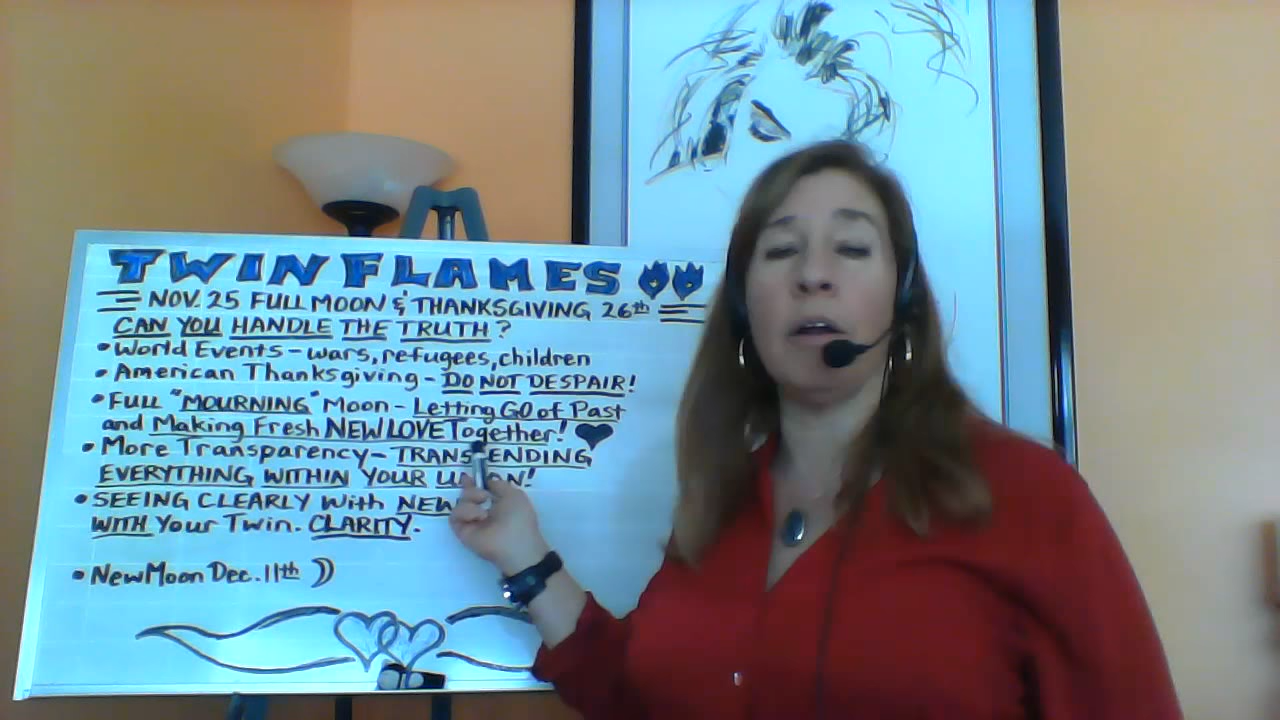 TWIN FLAMES
NOV. 25 FULL MOON & THANKSGIVING 26th
CAN YOU HANDLE THE TRUTH?
• World Events - wars, refugees, children
• American Thanksgiving - DO NOT DESPAIR!
• Full "MOURNING" Moon - Letting GO of Past
and Making Fresh NEW LOVE Together!
• More Transparency - TRANSCENDING
EVERYTHING WITHIN YOUR UNION!
• SEEING CLEARLY With NEW
WITH Your Twin. CLARITY.
• New Moon Dec. 11th